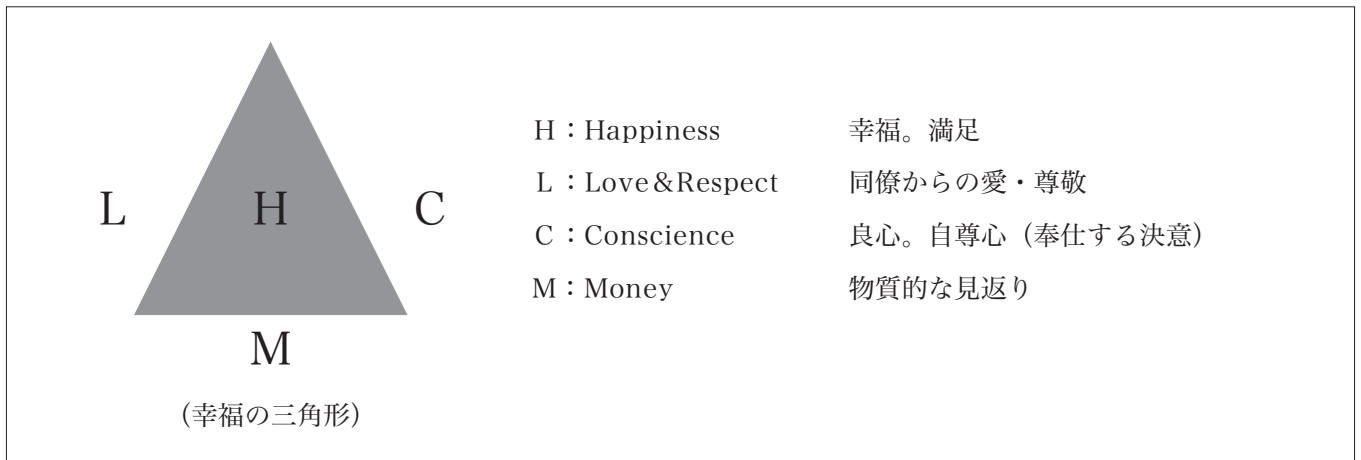 L
H
C
M
(幸福の三角形)
H:Happiness 幸福。満足
L:Love&Respect 同僚からの愛・尊敬
C:Conscience 良心。自尊心(奉仕する決意)
M:Money 物質的な見返り